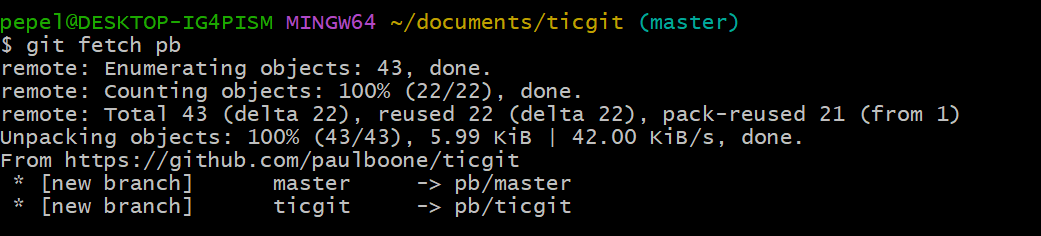 pepel@DESKTOP-IG4PISM MINGW64 ~/documents/ticgit (master)
$ git fetch pb
remote: Enumerating objects: 43, done.
remote: Counting objects: 100% (22/22), done.
remote: Total 43 (delta 22), reused 22 (delta 22), pack-reused 21 (from 1)
Unpacking objects: 100% (43/43), 5.99 KiB | 42.00 KiB/s, done.
From https://github.com/paulboone/ticgit
 * [new branch]      master     -> pb/master
 * [new branch]      ticgit     -> pb/ticgit